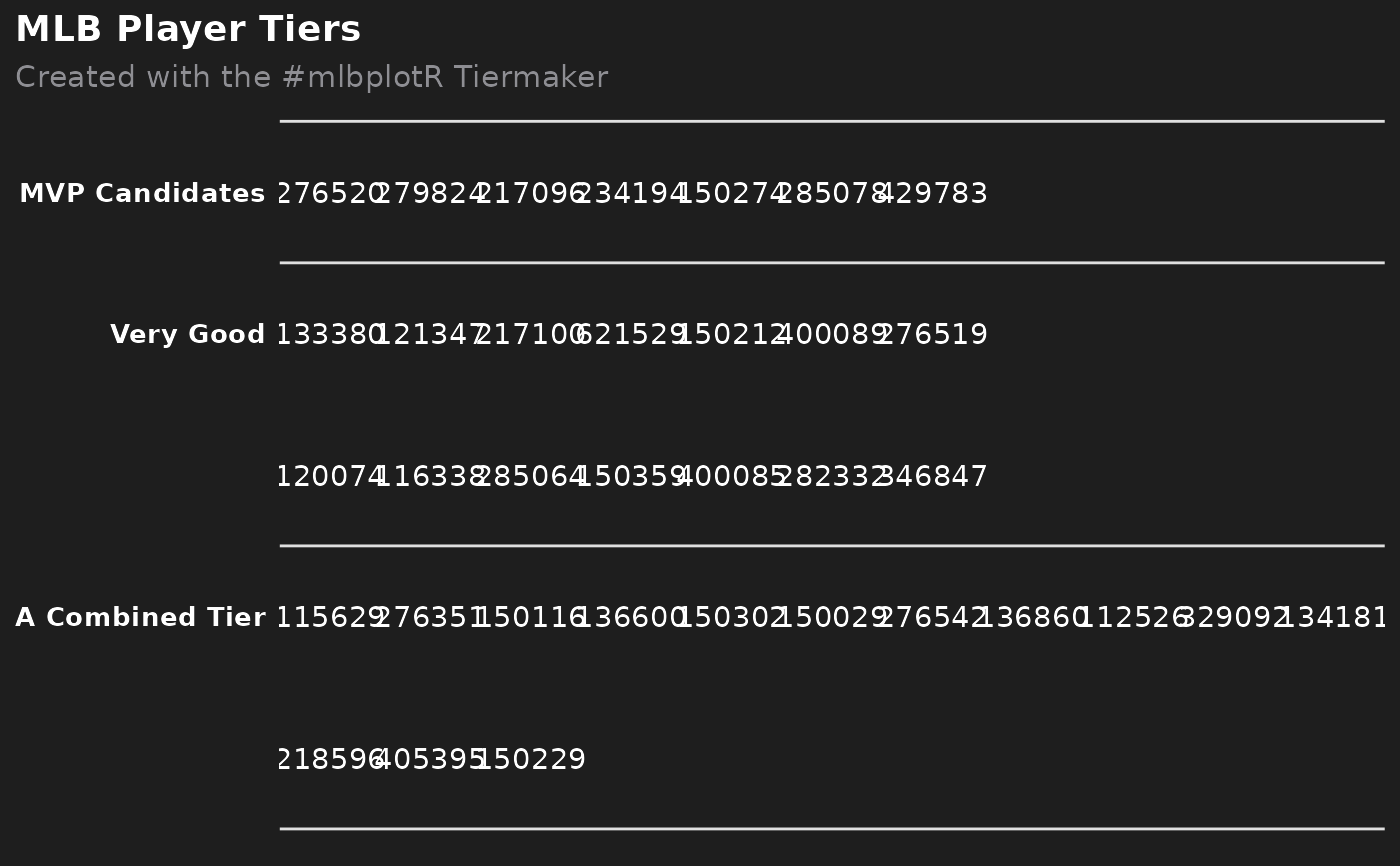 MLB Player Tiers
Created with the #mlbplotR Tiermaker
MVP Candidates 276520 279824 217096 234194 150274 285078 429783
Very Good 133380 121347 217100 621529 150212 400089 276519
120074 116338 285064 150359 400085 282332 346847
A Combined Tier 115629 276351 150116 136600 150302 150029 276542 136860 112526 329092 134181
218596 405395 150229